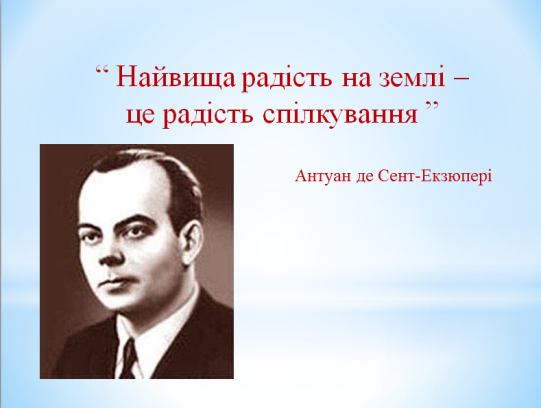 “ Найвища радість на землі –
це радість спілкування ”
Антуан де Сент-Екзюпері